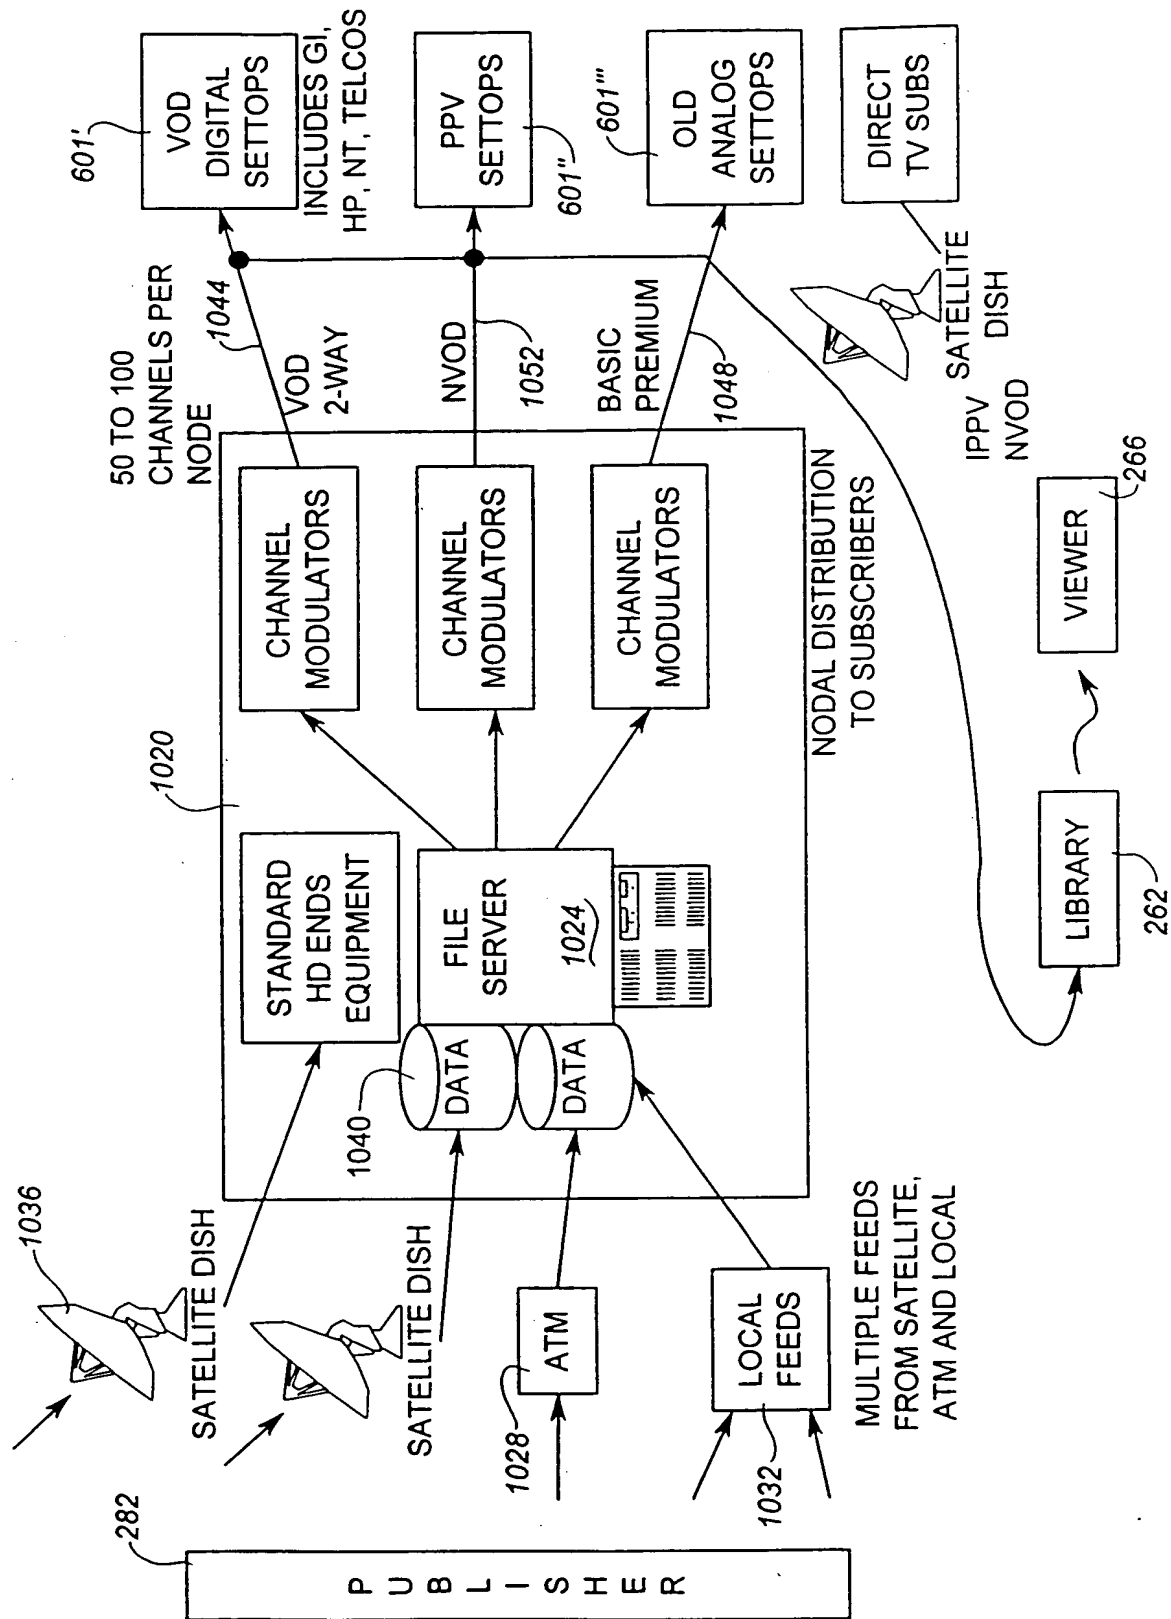 282
PUBLISHER
1036
SATELLITE DISH
SATELLITE DISH
1028
ATM
LOCAL
FEEDS
1032
MULTIPLE FEEDS
FROM SATELLITE,
ATM AND LOCAL
1020
STANDARD
HD ENDS
EQUIPMENT
1040
DATA
DATA
FILE
SERVER
1024
CHANNEL
MODULATORS
CHANNEL
MODULATORS
CHANNEL
MODULATORS
NODAL DISTRIBUTION
TO SUBSCRIBERS
50 TO 100
CHANNELS PER
NODE
1044
VOD
2-WAY
NVOD
1052
BASIC
PREMIUM
1048
601'
VOD
DIGITAL
SETTOPS
INCLUDES GI,
HP, NT, TELCOS
PPV
SETTOPS
601"
601'"
OLD
ANALOG
SETTOPS
DIRECT
TV SUBS
SATELLITE
DISH
IPPV
NVOD
LIBRARY
262
VIEWER
266